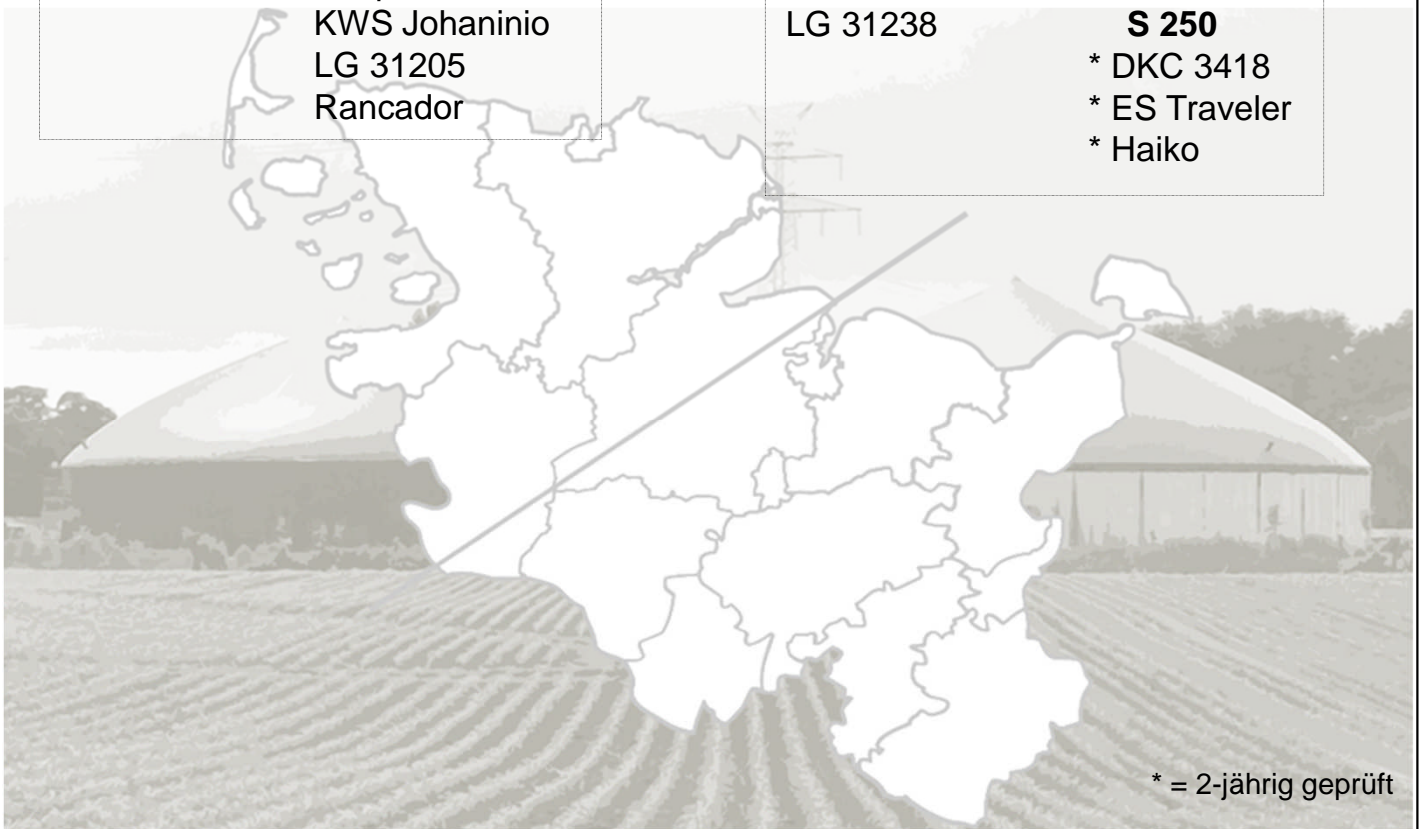 KWS Johaninio
LG 31205
Rancador
LG 31238
S 250
* DKC 3418
* ES Traveler
* Haiko
* = 2-jährig geprüft